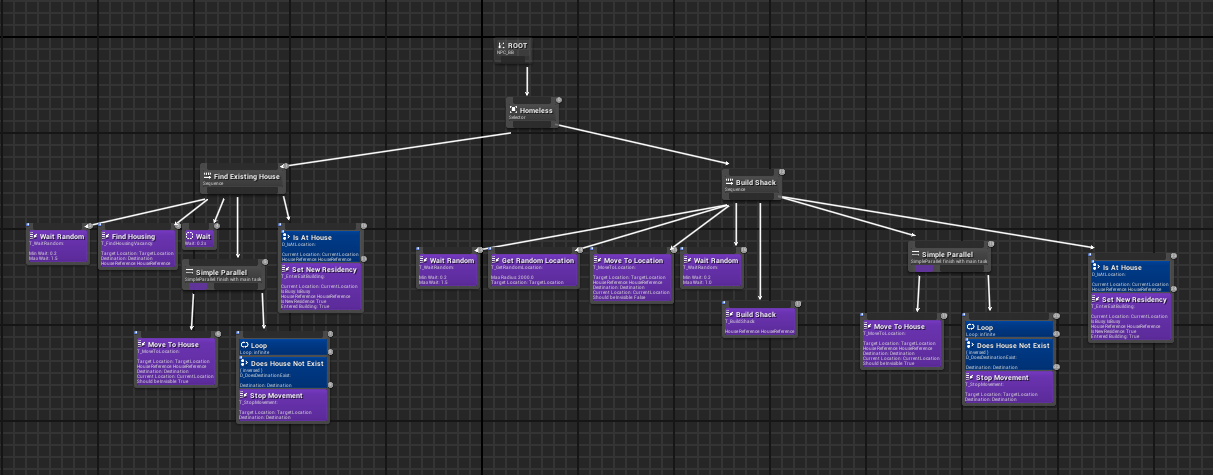 ROOT
NPC_BB
Homeless
Selector
Find Existing House
Sequence
Build Shack
Sequence
Wait Random
T_WaitRandom:
Min Wait: 0.2
Max Wait: 1.5
Find Housing
T_FindHousingVacancy:
Target Location: TargetLocation
Destination: Destination
Wait
Wait: 0.5s
Is At House
D_IsAtLocation:
Current Location: CurrentLocation
HouseReference: HouseReference
Set New Residency
T_EnterExitBuilding:
Current Location: CurrentLocation
IsBusy: IsBusy
HouseReference: HouseReference
Is New Residence: True
Entered Building: True
Simple Parallel
SimpleParallel: finish with main task
Move To House
T_MoveToLocation:
Target Location: TargetLocation
HouseReference: HouseReference
Destination: Destination
Current Location: CurrentLocation
Should be Invisible: True
Loop
Loop: infinite
Does House Not Exist
( inversed )
D_DoesDestinationExist:
Destination: Destination
Stop Movement
T_StopMovement:
Target Location: TargetLocation
Destination: Destination
Wait Random
T_WaitRandom:
Min Wait: 0.2
Max Wait: 1.5
Get Random Location
T_GetRandomLocation:
Max Radius: 2000.0
Target Location: TargetLocation
Move To Location
T_MoveToLocation:
Target Location: TargetLocation
HouseReference: HouseReference
Destination: Destination
Current Location: CurrentLocation
Should be Invisible: False
Wait Random
T_WaitRandom:
Min Wait: 0.2
Max Wait: 1.0
Build Shack
T_BuildShack:
HouseReference: HouseReference
Simple Parallel
SimpleParallel: finish with main task
Move To House
T_MoveToLocation:
Target Location: TargetLocation
HouseReference: HouseReference
Destination: Destination
Current Location: CurrentLocation
Should be Invisible: True
Loop
Loop: infinite
Does House Not Exist
( inversed )
D_DoesDestinationExist:
Destination: Destination
Stop Movement
T_StopMovement:
Target Location: TargetLocation
Destination: Destination
Is At House
D_IsAtLocation:
Current Location: CurrentLocation
HouseReference: HouseReference
Set New Residency
T_EnterExitBuilding:
Current Location: CurrentLocation
IsBusy: IsBusy
HouseReference: HouseReference
Is New Residence: True
Entered Building: True